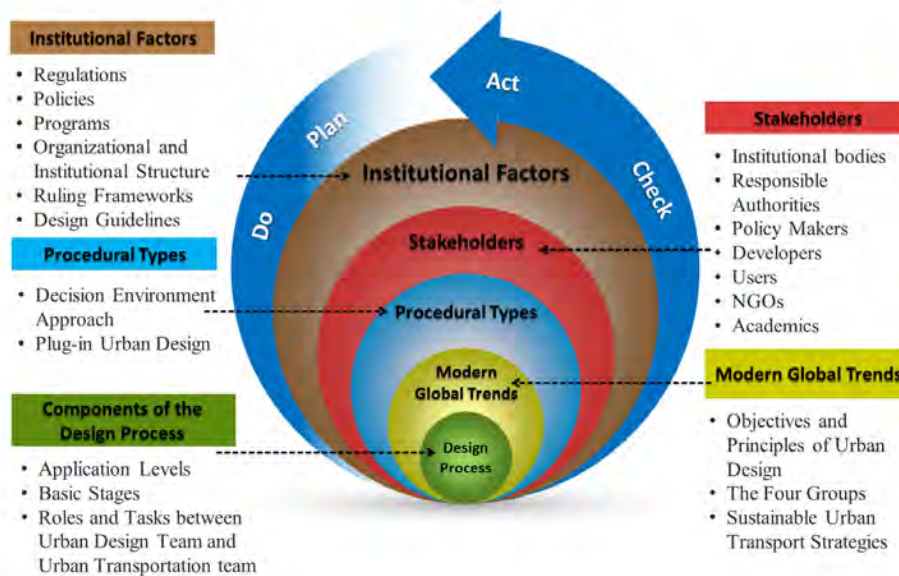 Institutional Factors
• Regulations
• Policies
• Programs
• Organizational and
Institutional Structure
• Ruling Frameworks
• Design Guidelines
Procedural Types
• Decision Environment
Approach
• Plug-in Urban Design
Components of the
Design Process
• Application Levels
• Basic Stages
• Roles and Tasks between
Urban Design Team and
Urban Transportation team
Act
Plan
Do
Check
Institutional Factors
Stakeholders
Procedural Types
Modern
Global Trends
Design
Process
Stakeholders
• Institutional bodies
• Responsible
Authorities
• Policy Makers
• Developers
• Users
• NGOs
• Academics
Modern Global Trends
• Objectives and
Principles of Urban
Design
• The Four Groups
• Sustainable Urban
Transport Strategies